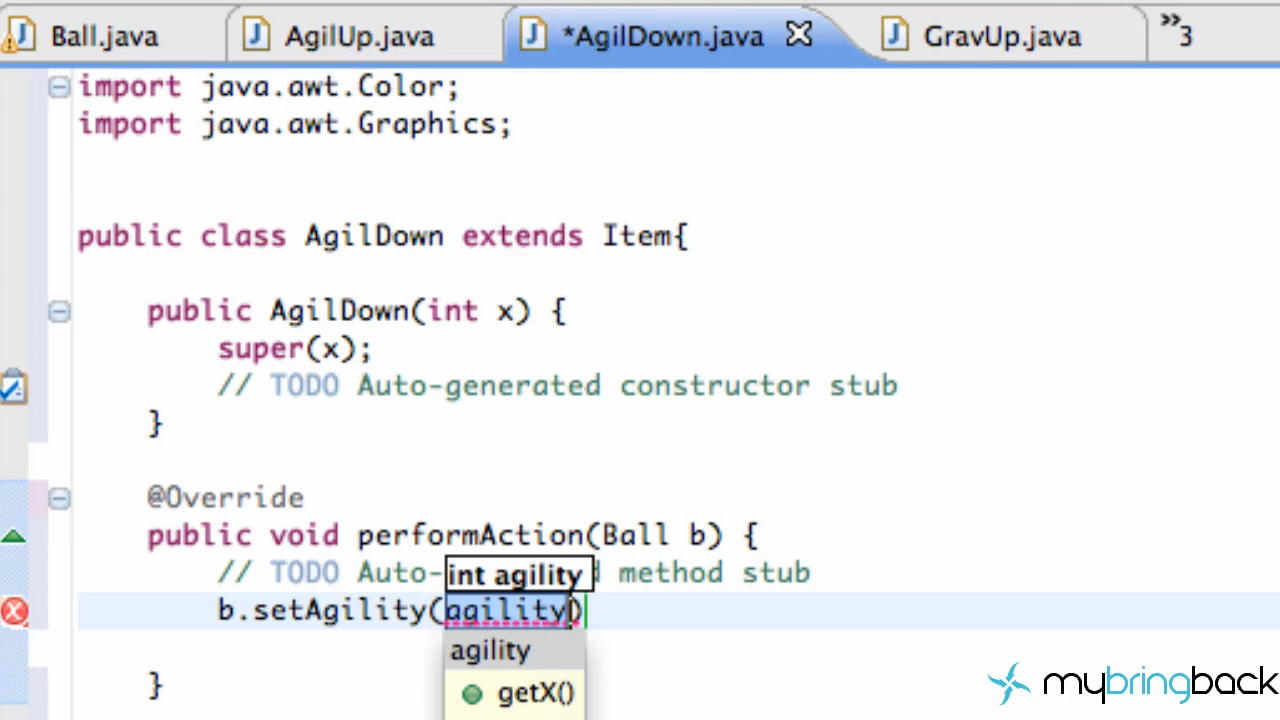 Ball.java AgilUp.java *AgilDown.java GravUp.java »3
import java.awt.Color;
import java.awt.Graphics;
public class AgilDown extends Item{
public AgilDown(int x) {
super(x);
// TODO Auto-generated constructor stub
}
@Override
public void performAction(Ball b) {
// TODO Auto- method stub
int agility
b.setAgility(agility)
agility
getX()
}
mybringback